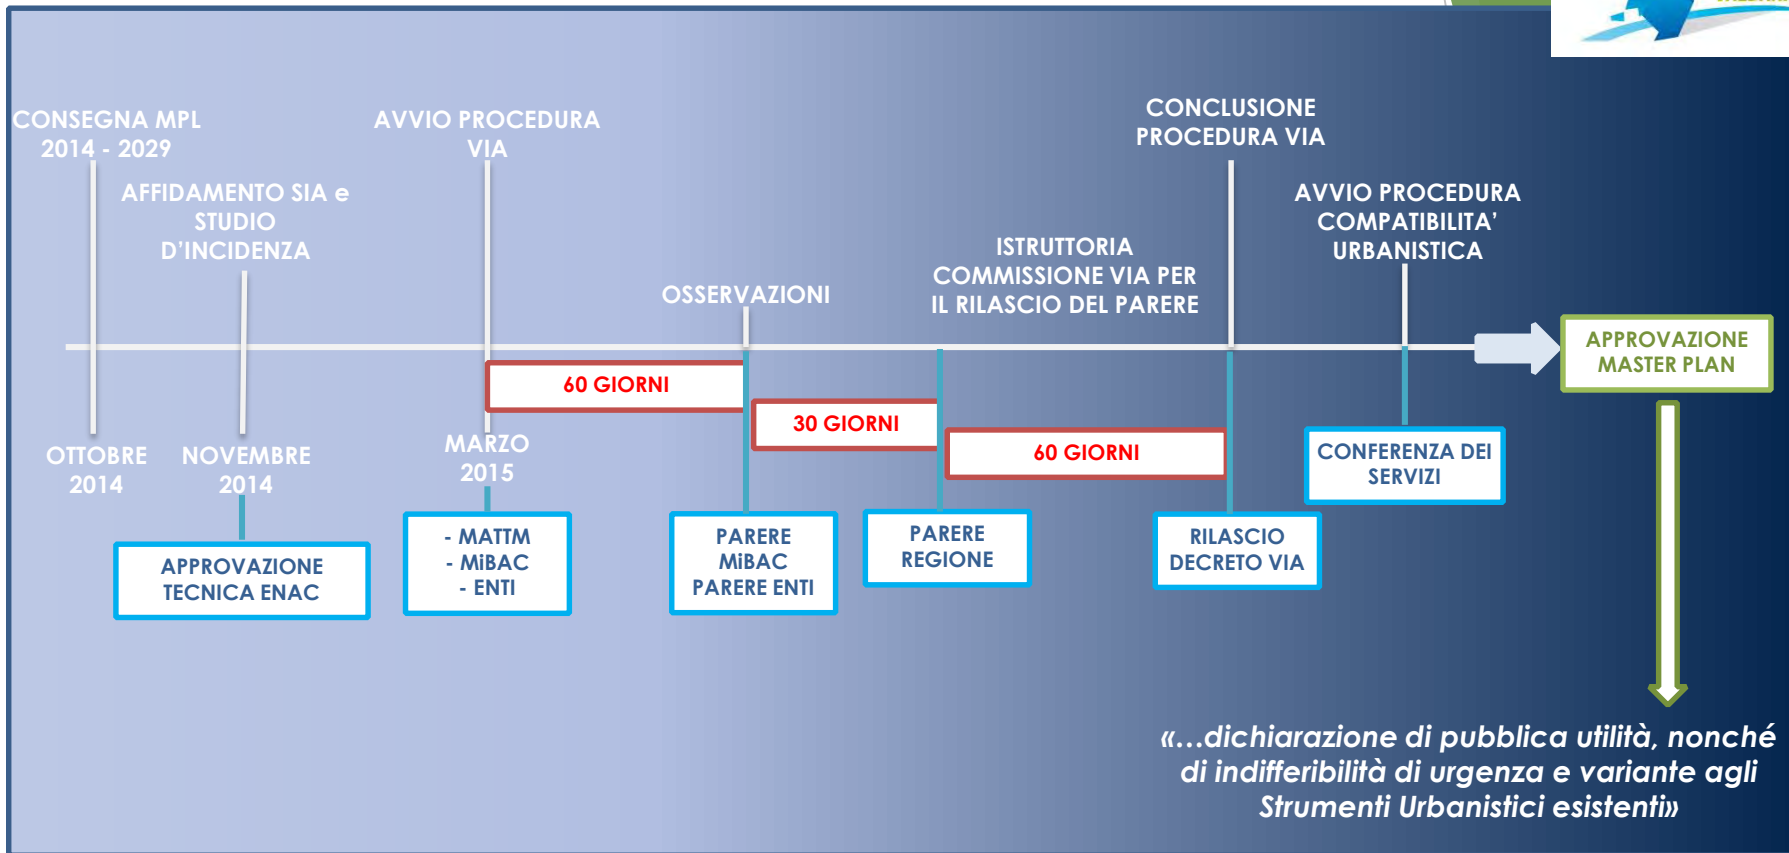 CONSEGNA MPL
2014 - 2029
AFFIDAMENTO SIA e
STUDIO
D'INCIDENZA
AVVIO PROCEDURA
VIA
OSSERVAZIONI
ISTRUTTORIA
COMMISSIONE VIA PER
IL RILASCIO DEL PARERE
CONCLUSIONE
PROCEDURA VIA
AVVIO PROCEDURA
COMPATIBILITA'
URBANISTICA
APPROVAZIONE
MASTER PLAN
60 GIORNI
30 GIORNI
60 GIORNI
OTTOBRE
2014
NOVEMBRE
2014
MARZO
2015
APPROVAZIONE
TECNICA ENAC
- MATTM
- MiBAC
- ENTI
PARERE
MiBAC
PARERE ENTI
PARERE
REGIONE
RILASCIO
DECRETO VIA
CONFERENZA DEI
SERVIZI
«...dichiarazione di pubblica utilità, nonché
di indifferibilità di urgenza e variante agli
Strumenti Urbanistici esistenti»